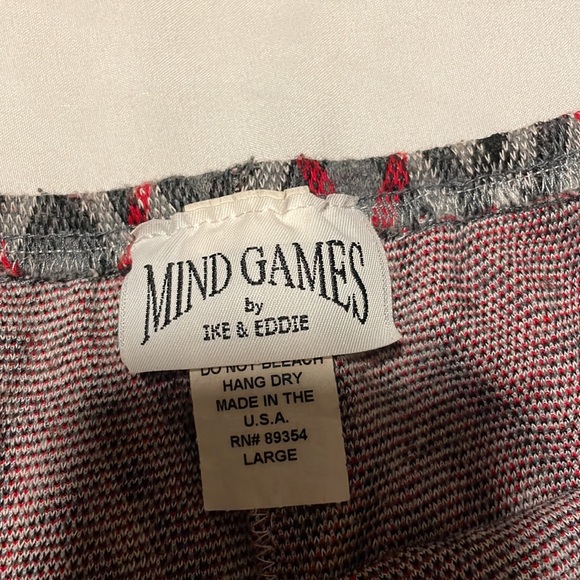 MIND GAMES
by
IKE & EDDIE
DO NOT BLEACH
HANG DRY
MADE IN THE
U.S.A.
RN# 89354
LARGE